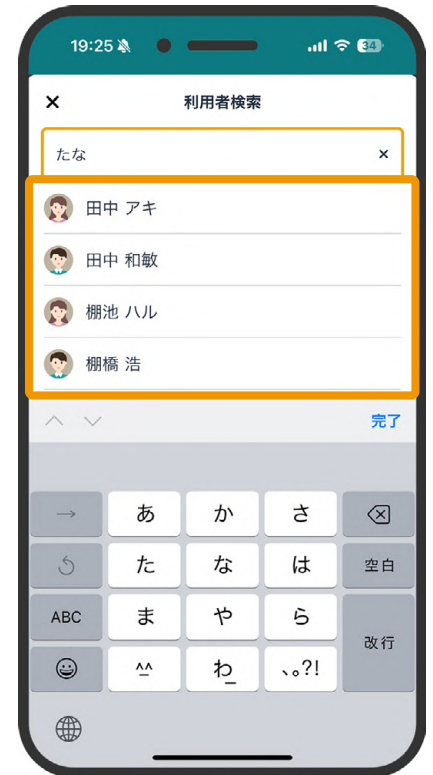 19:25 34
× 利用者検索
たな ×
田中 アキ
田中 和敏
棚池 ハル
棚橋 浩
完了
→ あ か さ
た な は 空白
ABC ま や ら
改行
^^ わ_ 、。?!